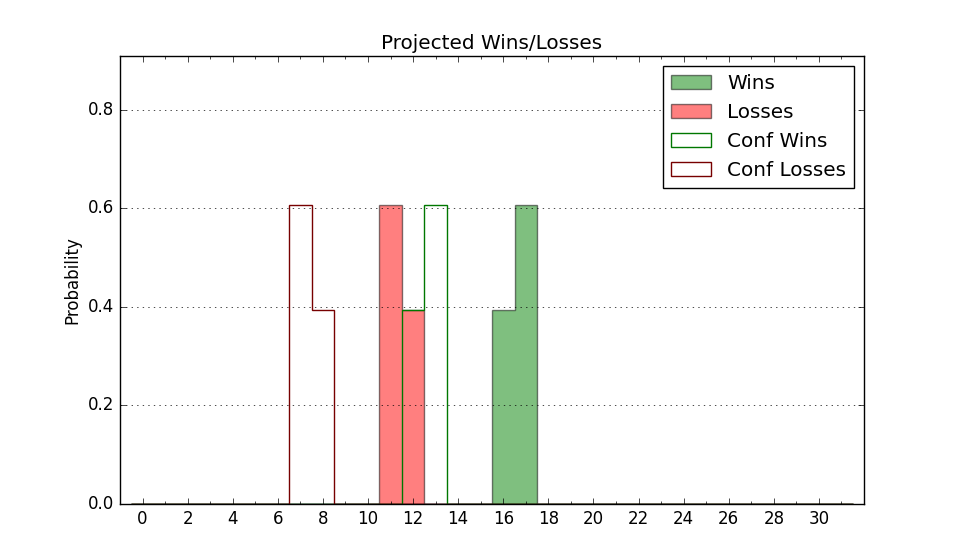 Projected Wins/Losses
Wins
Losses
Conf Wins
Conf Losses
Probability
0.8
0.6
0.4
0.2
0.0
0 2 4 6 8 10 12 14 16 18 20 22 24 26 28 30